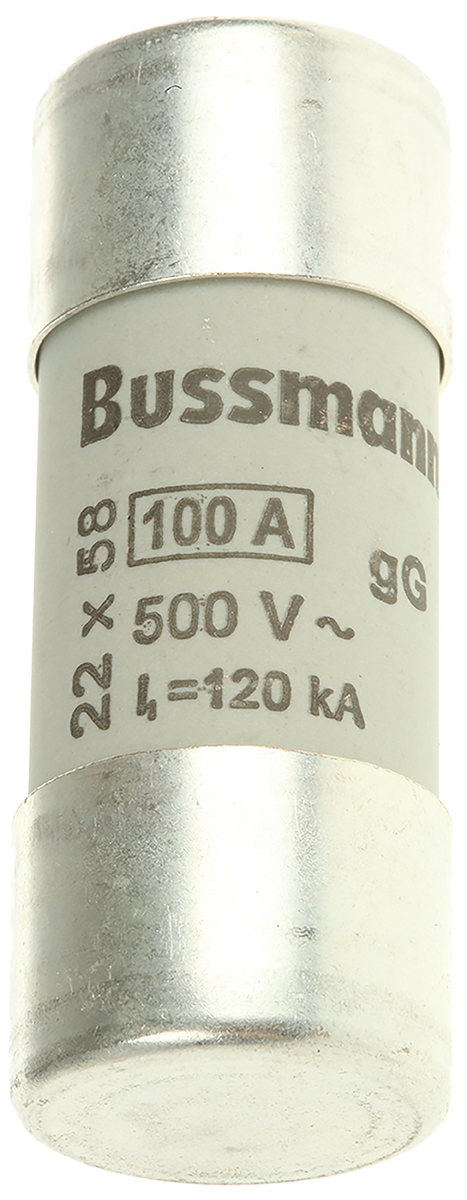 Bussmann
100 A
gG
500 V ~
I₁=120 kA
22 x 58